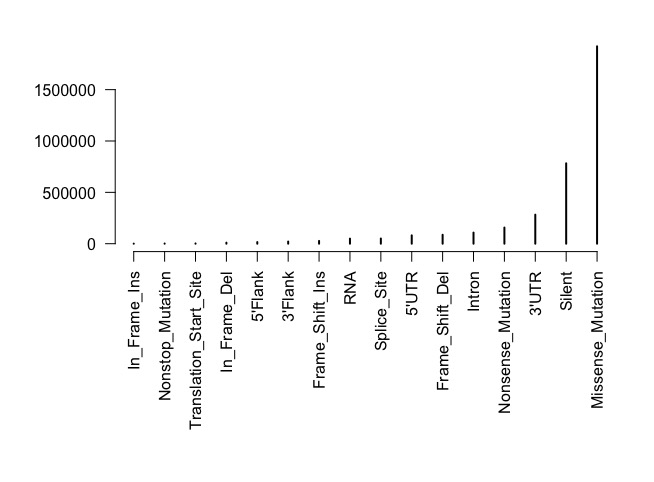 1500000
1000000
500000
0
In_Frame_Ins
Nonstop_Mutation
Translation_Start_Site
In_Frame_Del
5'Flank
3'Flank
Frame_Shift_Ins
RNA
Splice_Site
5'UTR
Frame_Shift_Del
Intron
Nonsense_Mutation
3'UTR
Silent
Missense_Mutation